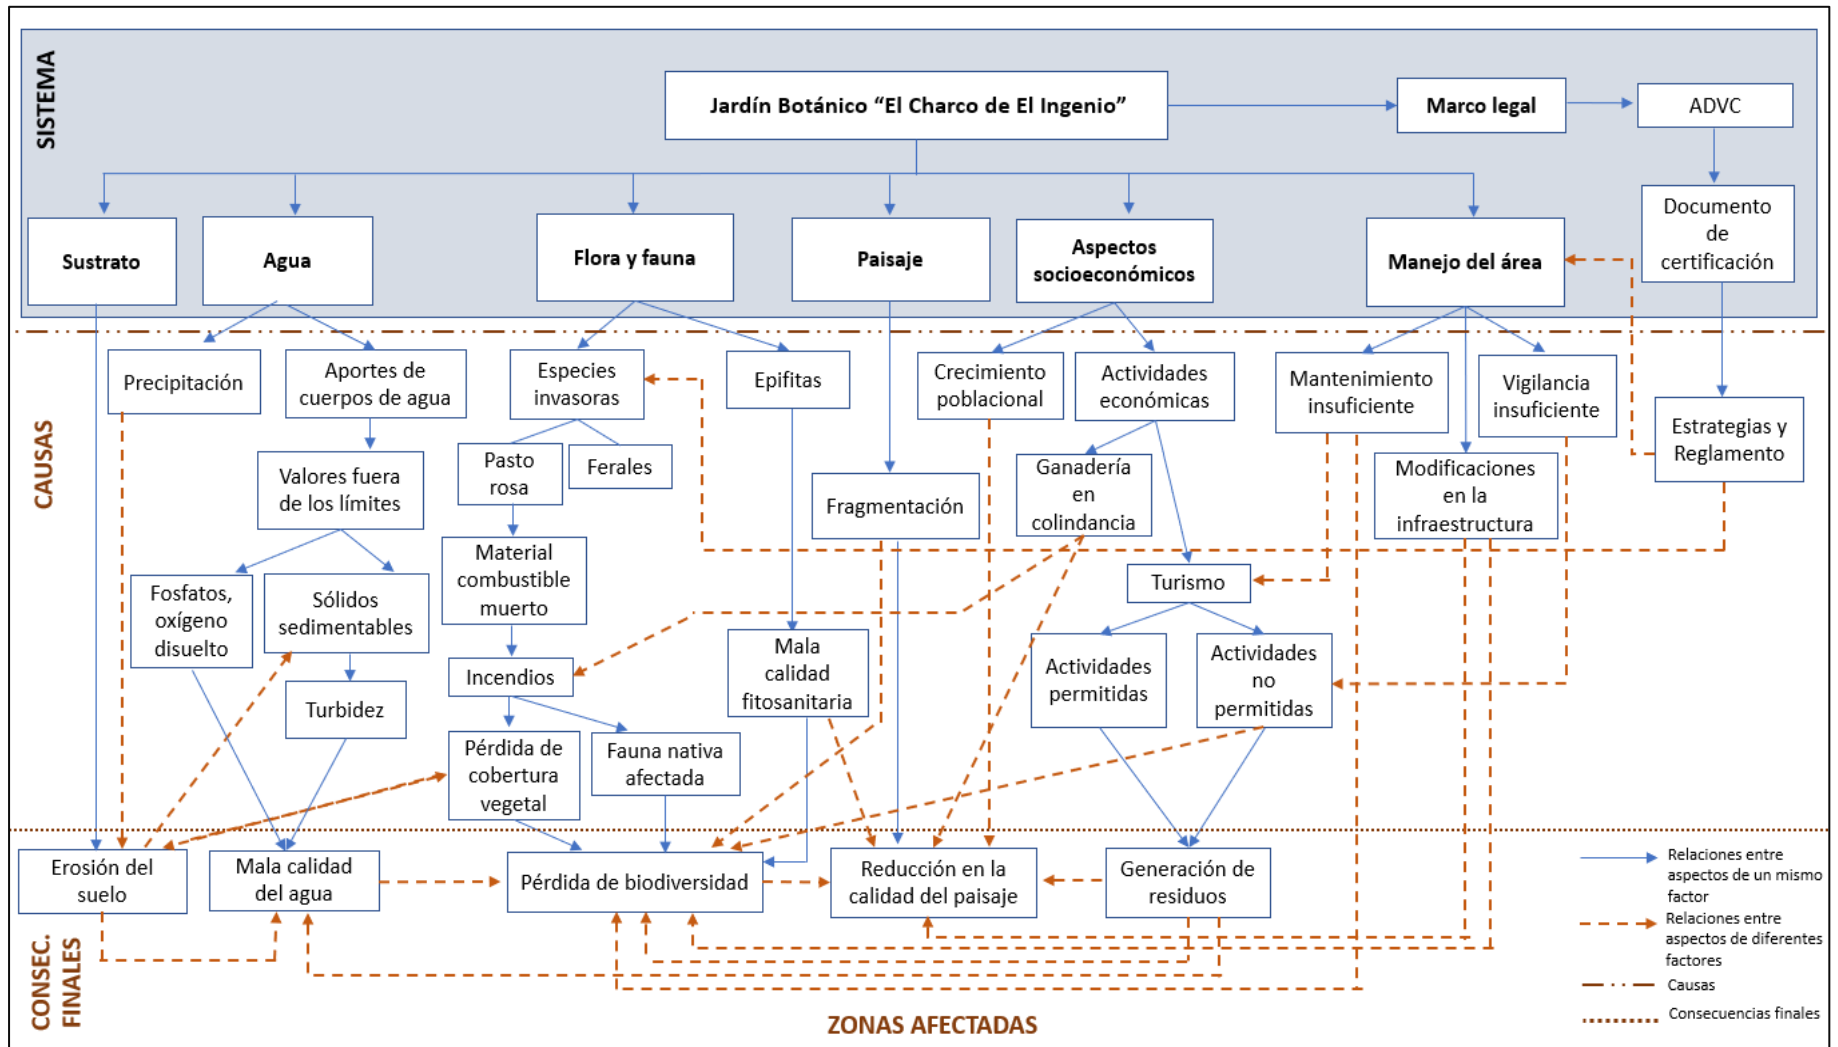 SISTEMA
Jardín Botánico “El Charco de El Ingenio”
Marco legal
ADVC
Sustrato
Agua
Flora y fauna
Paisaje
Aspectos
socioeconómicos
Manejo del área
Documento
de
certificación
CAUSAS
Precipitación
Aportes de
cuerpos de agua
Especies
invasoras
Epifitas
Crecimiento
poblacional
Actividades
económicas
Mantenimiento
insuficiente
Vigilancia
insuficiente
Estrategias y
Reglamento
Valores fuera
de los límites
Pasto
rosa
Ferales
Fragmentación
Ganadería
en
colindancia
Modificaciones
en la
infraestructura
Fosfatos,
oxígeno
disuelto
Sólidos
sedimentables
Material
combustible
muerto
Turismo
Turbidez
Incendios
Mala
calidad
fitosanitaria
Actividades
permitidas
Actividades
no
permitidas
Pérdida de
cobertura
vegetal
Fauna nativa
afectada
CONSEC.
FINALES
Erosión del
suelo
Mala calidad
del agua
Pérdida de biodiversidad
Reducción en la
calidad del paisaje
Generación de
residuos
ZONAS AFECTADAS
Relaciones entre
aspectos de un mismo
factor
Relaciones entre
aspectos de diferentes
factores
Causas
Consecuencias finales